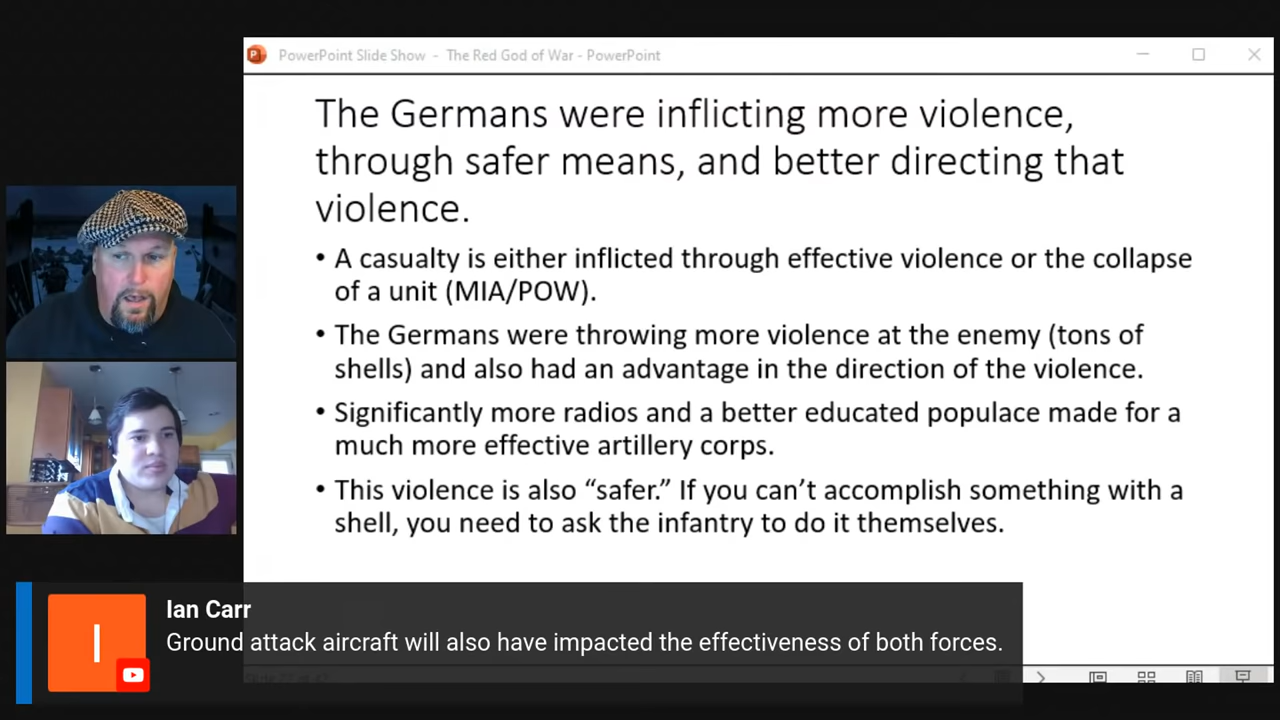 PowerPoint Slide Show - The Red God of War - PowerPoint
The Germans were inflicting more violence,
through safer means, and better directing that
violence.
• A casualty is either inflicted through effective violence or the collapse
of a unit (MIA/POW).
• The Germans were throwing more violence at the enemy (tons of
shells) and also had an advantage in the direction of the violence.
• Significantly more radios and a better educated populace made for a
much more effective artillery corps.
• This violence is also “safer.” If you can’t accomplish something with a
shell, you need to ask the infantry to do it themselves.
I
Ian Carr
Ground attack aircraft will also have impacted the effectiveness of both forces.